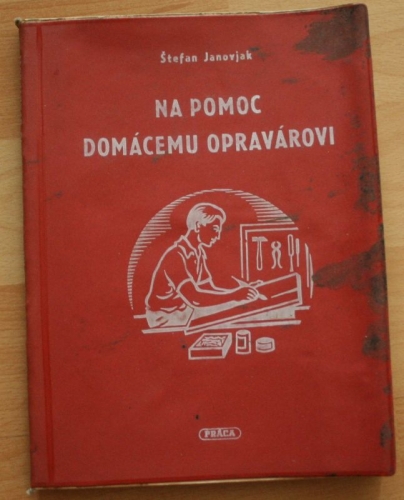 Štefan Janovjak
NA POMOC
DOMÁCEMU OPRAVÁROVI
PRÁCA